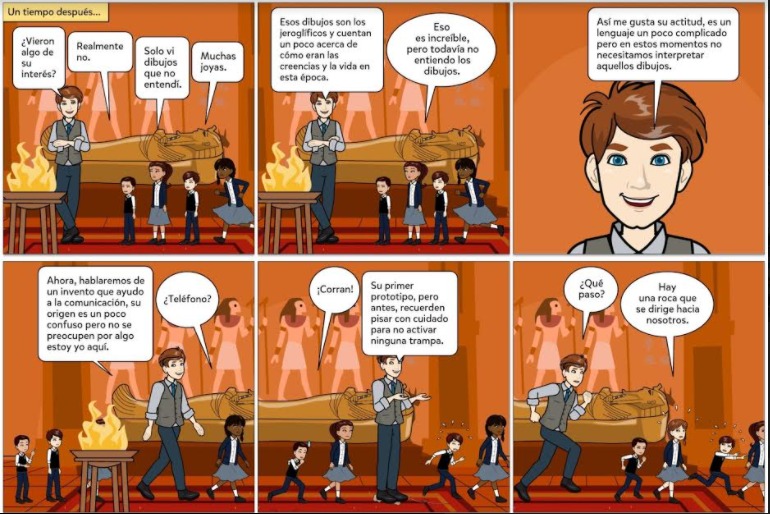 Un tiempo después...
¿Vieron
algo de
su
interés?
Realmente
no.
Solo vi
dibujos
que no
entendí.
Muchas
joyas.
Esos dibujos son los
jeroglíficos y cuentan
un poco acerca de
cómo eran las
creencias y la vida en
esta época.
Eso
es increíble,
pero todavía no
entiendo los
dibujos.
Así me gusta su actitud, es un
lenguaje un poco complicado
pero en estos momentos no
necesitamos interpretar
aquellos dibujos.
Ahora, hablaremos de
un invento que ayudo
a la comunicación, su
origen es un poco
confuso pero no se
preocupen por algo
estoy yo aquí.
¿Teléfono?
¡Corran!
Su primer
prototipo, pero
antes, recuerden
pisar con cuidado
para no activar
ninguna trampa.
¿Qué
paso?
Hay
una roca que
se dirige hacia
nosotros.